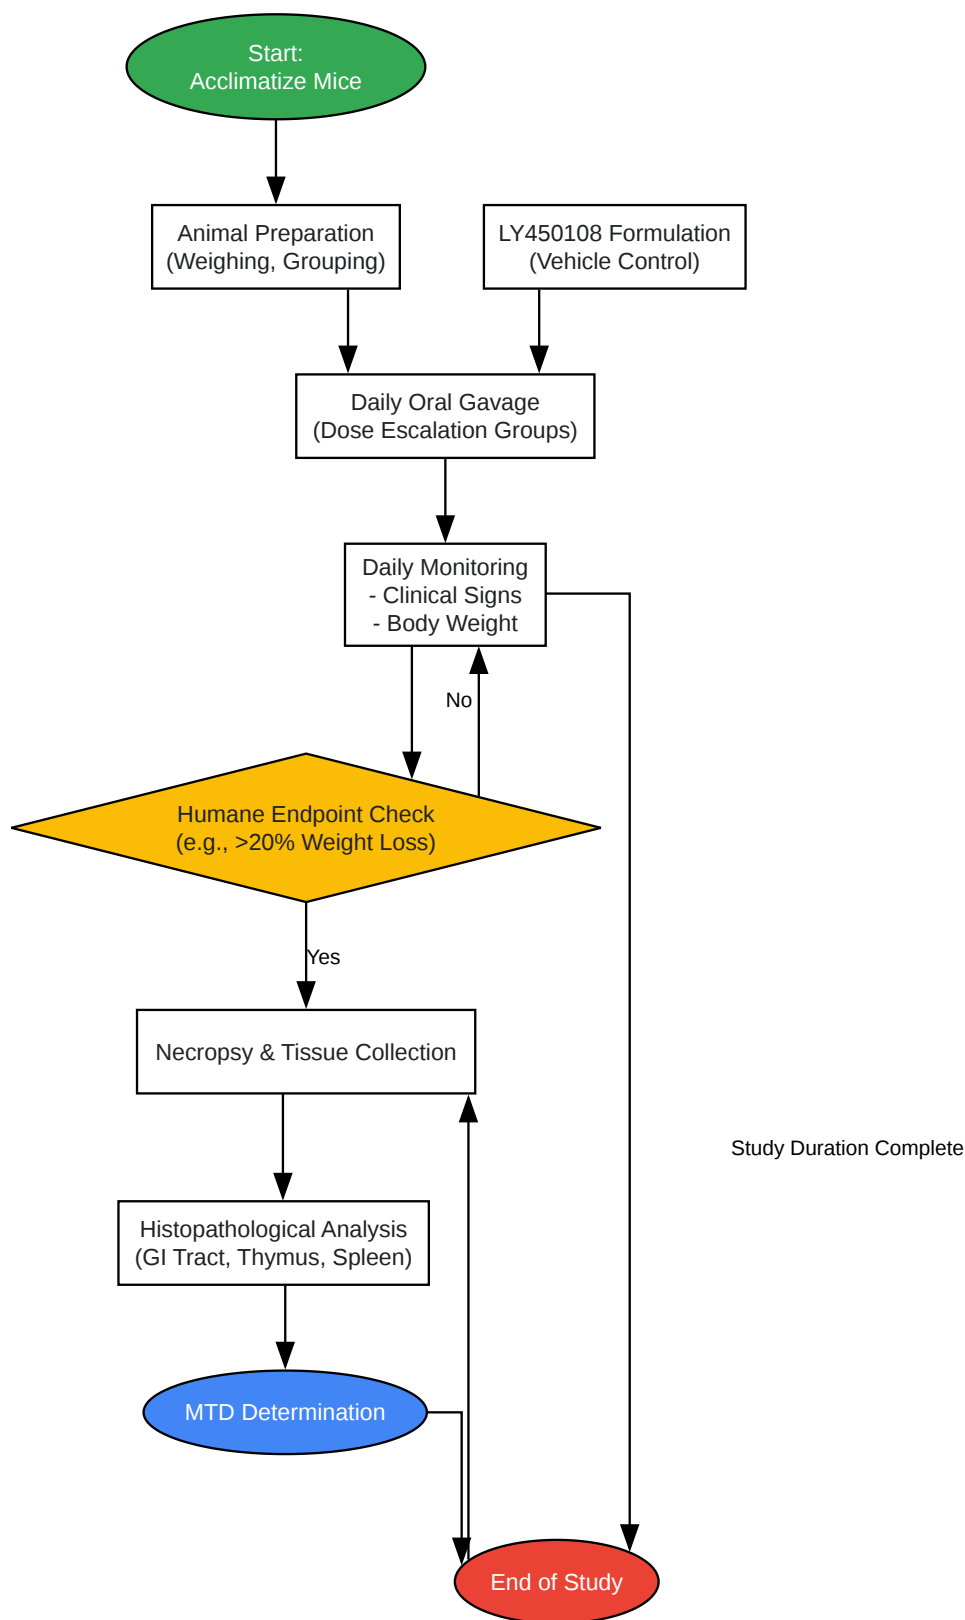 Start:
Acclimatize Mice
Animal Preparation
(Weighing, Grouping)
LY450108 Formulation
(Vehicle Control)
Daily Oral Gavage
(Dose Escalation Groups)
Daily Monitoring
- Clinical Signs
- Body Weight
No
Humane Endpoint Check
(e.g., >20% Weight Loss)
Yes
Necropsy & Tissue Collection
Study Duration Complete
Histopathological Analysis
(GI Tract, Thymus, Spleen)
MTD Determination
End of Study